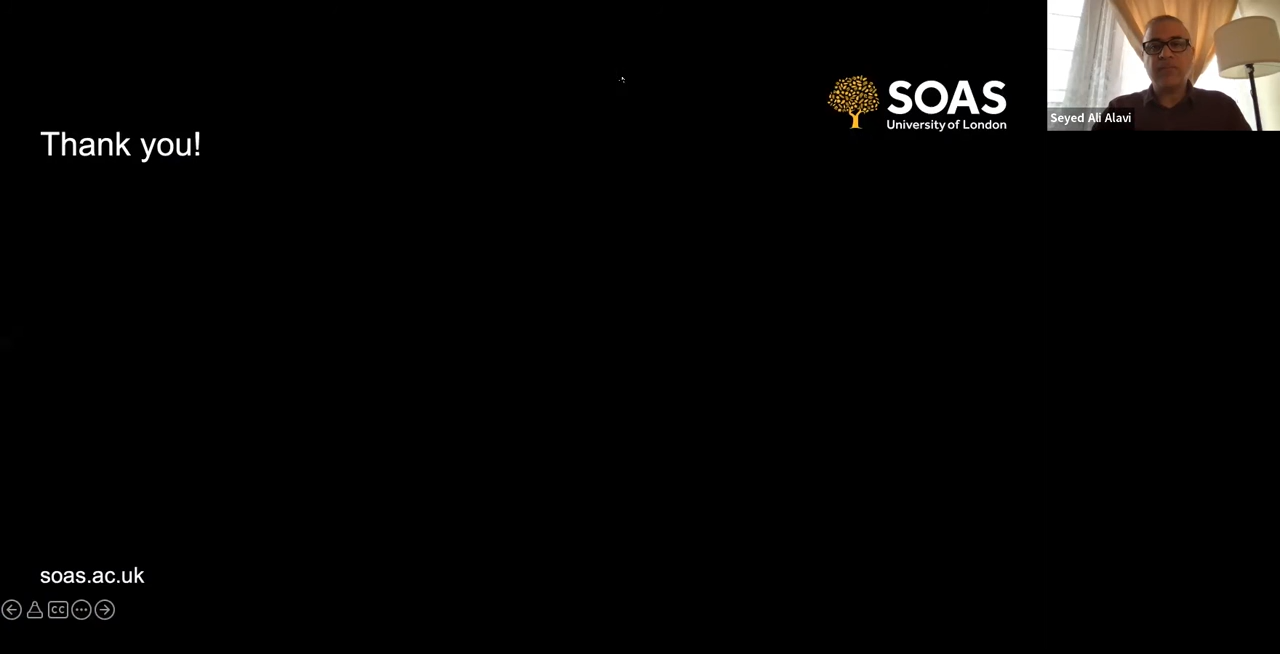 SOAS
University of London
Seyed Ali Alavi
Thank you!
soas.ac.uk
CC